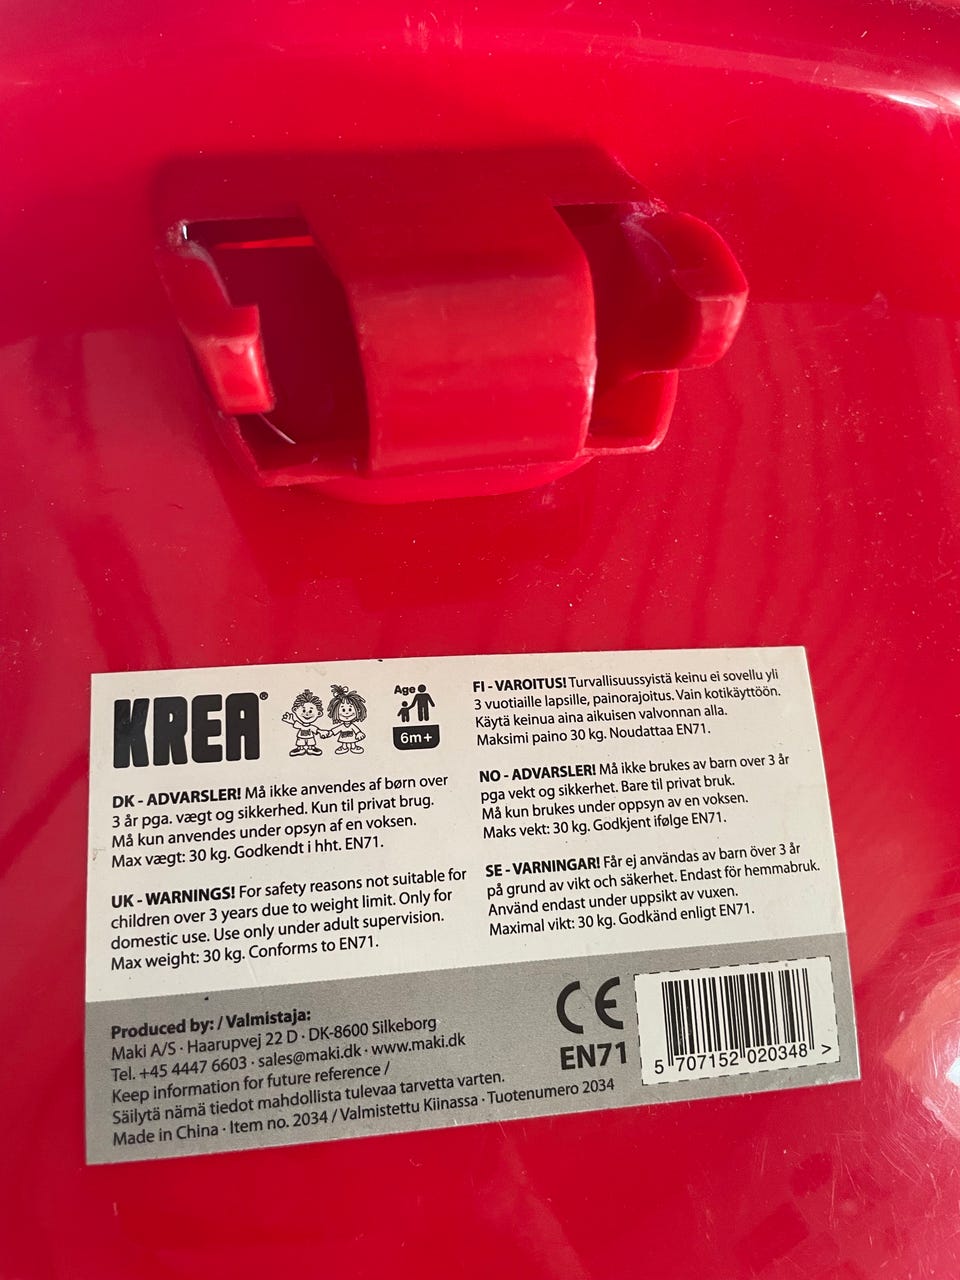 KREA®
Age
6m+
DK - ADVARSLER! Må ikke anvendes af børn over
3 år pga. vægt og sikkerhed. Kun til privat brug.
Må kun anvendes under opsyn af en voksen.
Max vægt: 30 kg. Godkendt i hht. EN71.
UK - WARNINGS! For safety reasons not suitable for
children over 3 years due to weight limit. Only for
domestic use. Use only under adult supervision.
Max weight: 30 kg. Conforms to EN71.
FI - VAROITUS! Turvallisuussyistä keinu ei sovellu yli
3 vuotiaille lapsille, painorajoitus. Vain kotikäyttöön.
Käytä keinua aina aikuisen valvonnan alla.
Maksimi paino 30 kg. Noudattaa EN71.
NO - ADVARSLER! Må ikke brukes av barn over 3 år
pga vekt og sikkerhet. Bare til privat bruk.
Må kun brukes under oppsyn av en voksen.
Maks vekt: 30 kg. Godkjent ifølge EN71.
SE - VARNINGAR! Får ej användas av barn över 3 år
på grund av vikt och säkerhet. Endast för hemmabruk.
Använd endast under uppsikt av vuxen.
Maximal vikt: 30 kg. Godkänd enligt EN71.
Produced by: / Valmistaja:
Maki A/S · Haarupvej 22 D · DK-8600 Silkeborg
Tel. +45 4447 6603 · sales@maki.dk · www.maki.dk
Keep information for future reference /
Säilytä nämä tiedot mahdollista tulevaa tarvetta varten.
Made in China · Item no. 2034 / Valmistettu Kiinassa · Tuotenumero 2034
CE
EN71
5 707152 020348 >